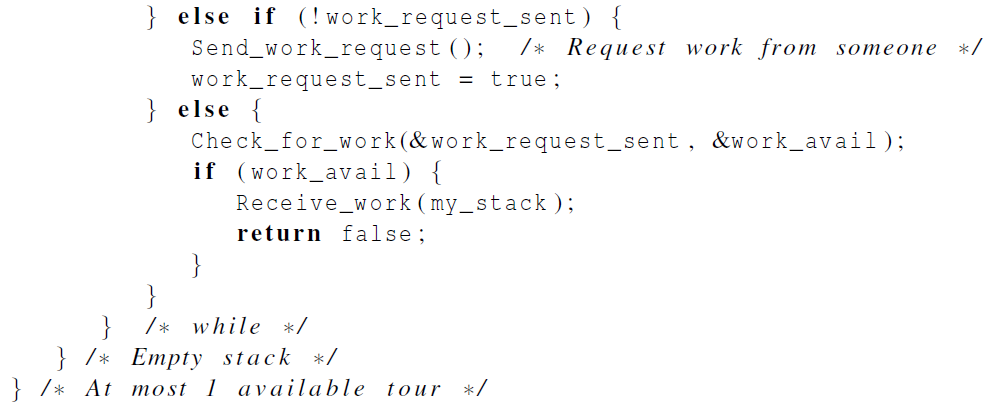 } else if (!work_request_sent) {
Send_work_request(); /* Request work from someone */
work_request_sent = true;
} else {
Check_for_work(&work_request_sent, &work_avail);
if (work_avail) {
Receive_work(my_stack);
return false;
}
}
} /* while */
} /* Empty stack */
} /* At most 1 available tour */